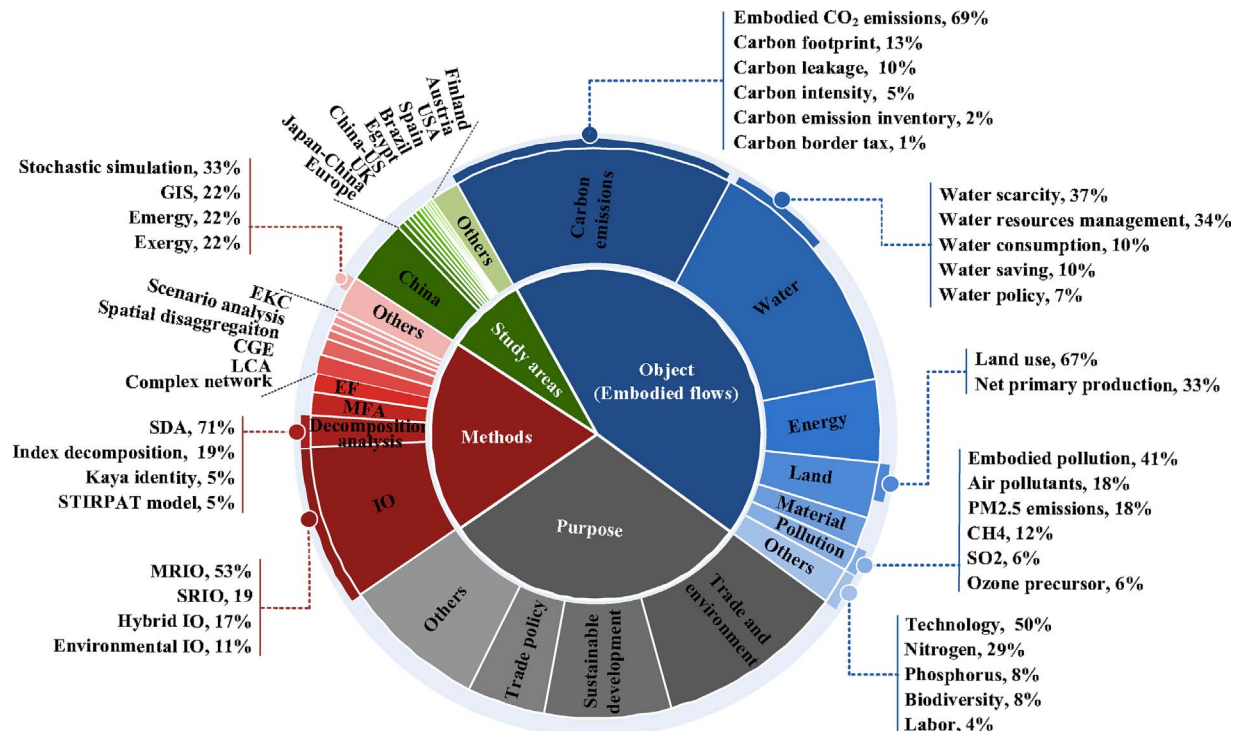 Embodied CO₂ emissions, 69%
Carbon footprint, 13%
Carbon leakage, 10%
Carbon intensity, 5%
Carbon emission inventory, 2%
Carbon border tax, 1%
Finland
Austria
USA
Spain
Brazil
Egypt
UK
China-US
Japan-China
Europe
Stochastic simulation, 33%
GIS, 22%
Emergy, 22%
Exergy, 22%
Others
Carbon
emissions
Water scarcity, 37%
Water resources management, 34%
Water consumption, 10%
Water saving, 10%
Water policy, 7%
Water
China
Study areas
EKC
Scenario analysis
Spatial disaggregaiton
CGE
LCA
Complex network
Others
EF
MFA
Decomposition
analysis
IO
Object
(Embodied flows)
Methods
Purpose
Energy
Land
Material
Pollution
Others
Land use, 67%
Net primary production, 33%
SDA, 71%
Index decomposition, 19%
Kaya identity, 5%
STIRPAT model, 5%
Embodied pollution, 41%
Air pollutants, 18%
PM2.5 emissions, 18%
CH4, 12%
SO2, 6%
Ozone precursor, 6%
MRIO, 53%
SRIO, 19
Hybrid IO, 17%
Environmental IO, 11%
Others
Trade policy
Sustainable
development
Trade and
environment
Technology, 50%
Nitrogen, 29%
Phosphorus, 8%
Biodiversity, 8%
Labor, 4%